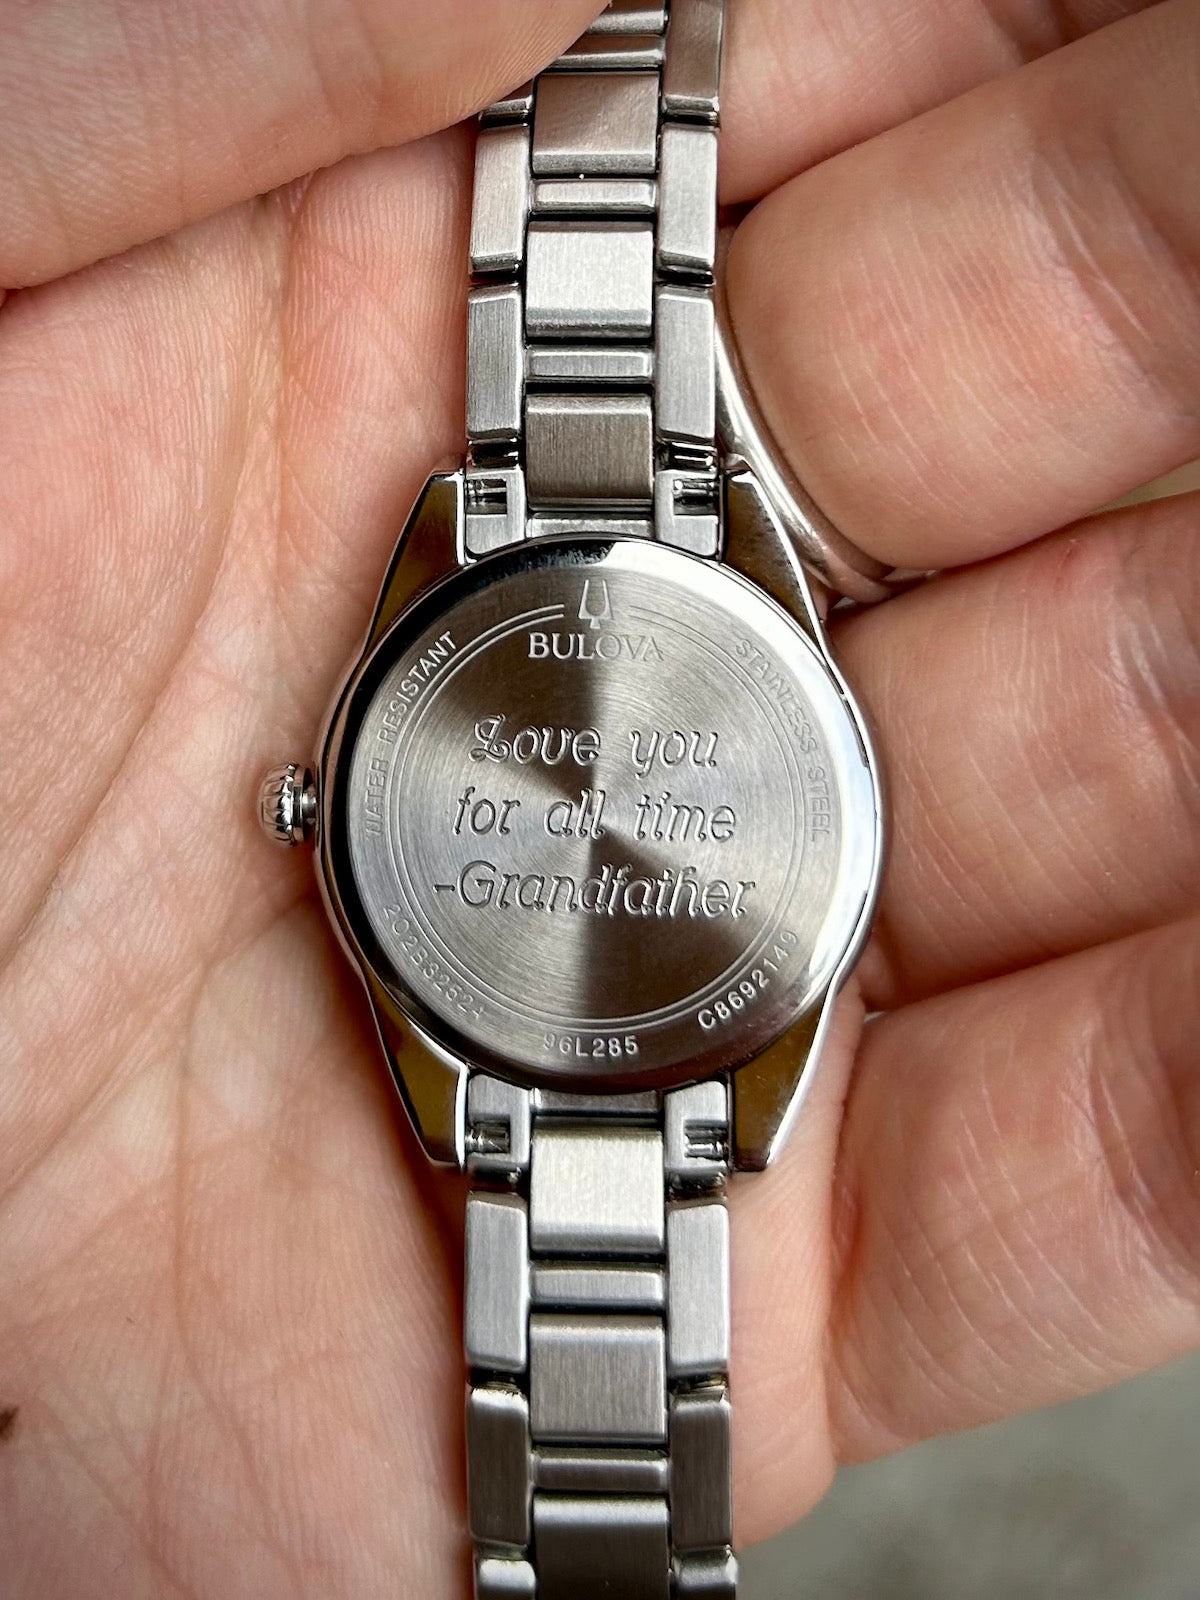 BULOVA
WATER RESISTANT
STAINLESS STEEL
Love you
for all time
-Grandfather
96L285
C8692149